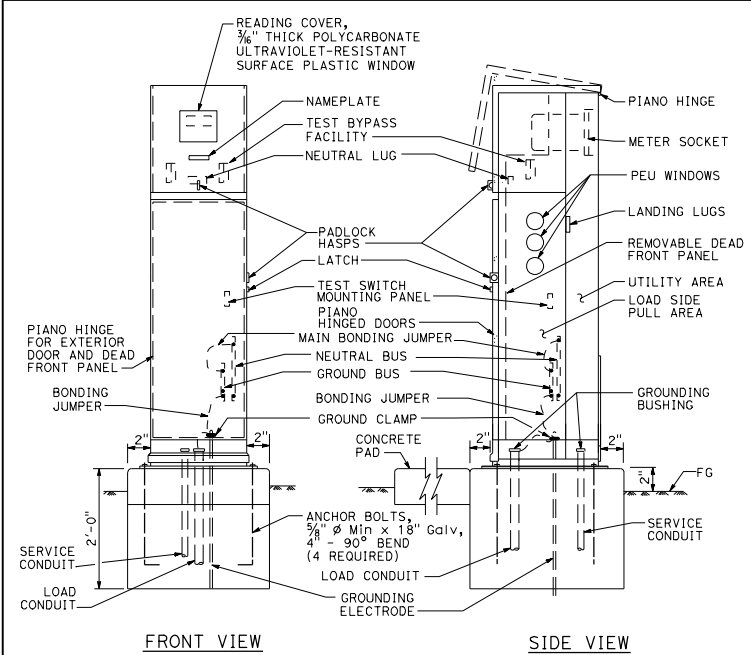 READING COVER,
3⁄16" THICK POLYCARBONATE
ULTRAVIOLET-RESISTANT
SURFACE PLASTIC WINDOW
NAMEPLATE
TEST BYPASS
FACILITY
NEUTRAL LUG
PADLOCK
HASPS
LATCH
TEST SWITCH
MOUNTING PANEL
PIANO
HINGED DOORS
MAIN BONDING JUMPER
NEUTRAL BUS
GROUND BUS
BONDING JUMPER
GROUND CLAMP
PIANO HINGE
FOR EXTERIOR
DOOR AND DEAD
FRONT PANEL
BONDING
JUMPER
PIANO HINGE
METER SOCKET
PEU WINDOWS
LANDING LUGS
REMOVABLE DEAD
FRONT PANEL
UTILITY AREA
LOAD SIDE
PULL AREA
GROUNDING
BUSHING
2"
2"
CONCRETE
PAD
2"
2"
2"
FG
2'-0"
ANCHOR BOLTS,
5⁄8" Ø Min x 18" Galv,
4" - 90° BEND
(4 REQUIRED)
SERVICE
CONDUIT
LOAD
CONDUIT
LOAD CONDUIT
GROUNDING
ELECTRODE
SERVICE
CONDUIT
FRONT VIEW
SIDE VIEW